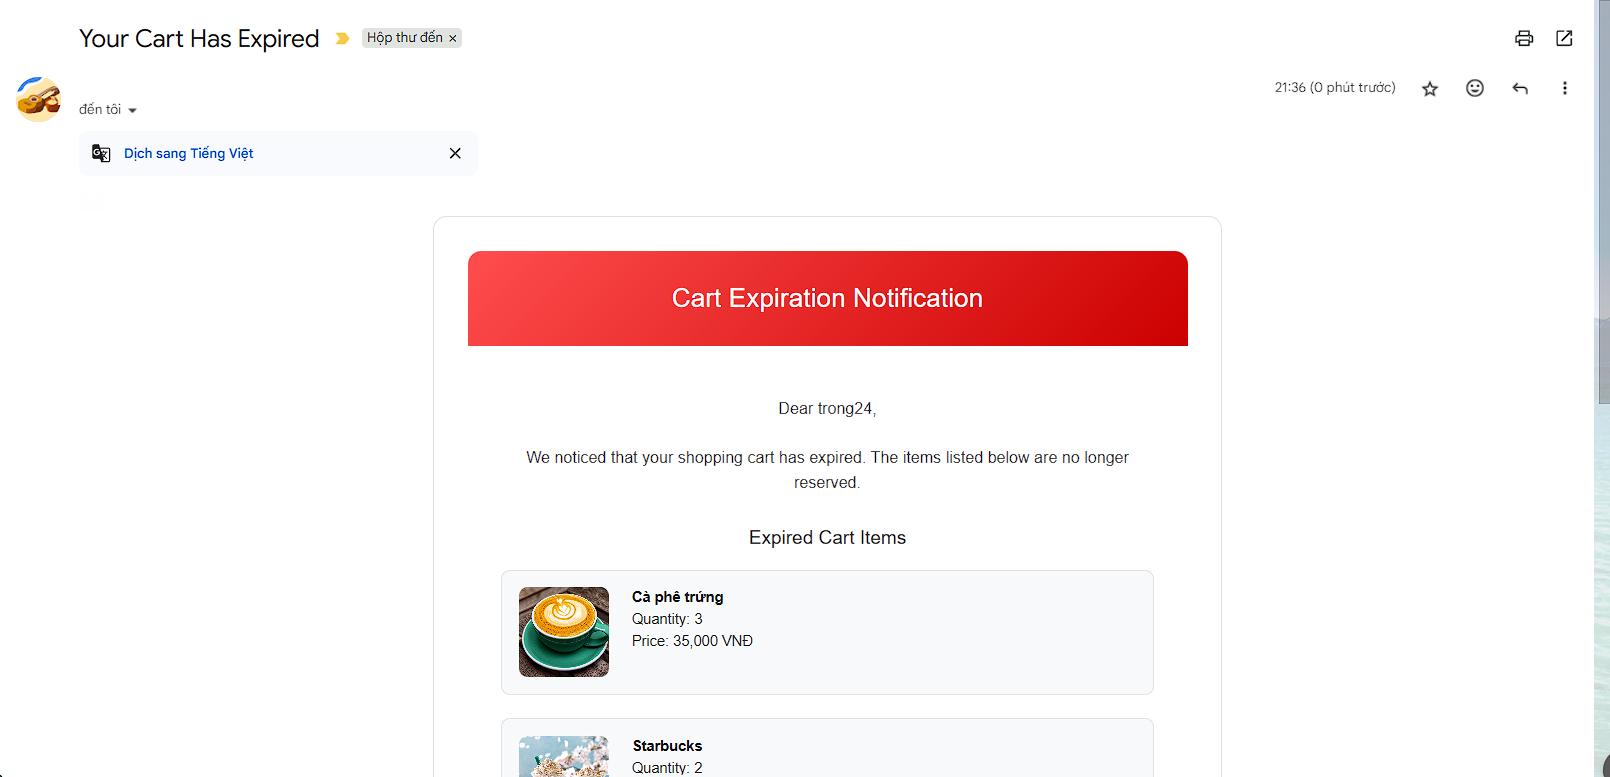 Your Cart Has Expired
Hộp thư đến ×
21:36 (0 phút trước)
đến tôi
Dịch sang Tiếng Việt
Cart Expiration Notification
Dear trong24,
We noticed that your shopping cart has expired. The items listed below are no longer
reserved.
Expired Cart Items
Cà phê trứng
Quantity: 3
Price: 35,000 VNĐ
Starbucks
Quantity: 2